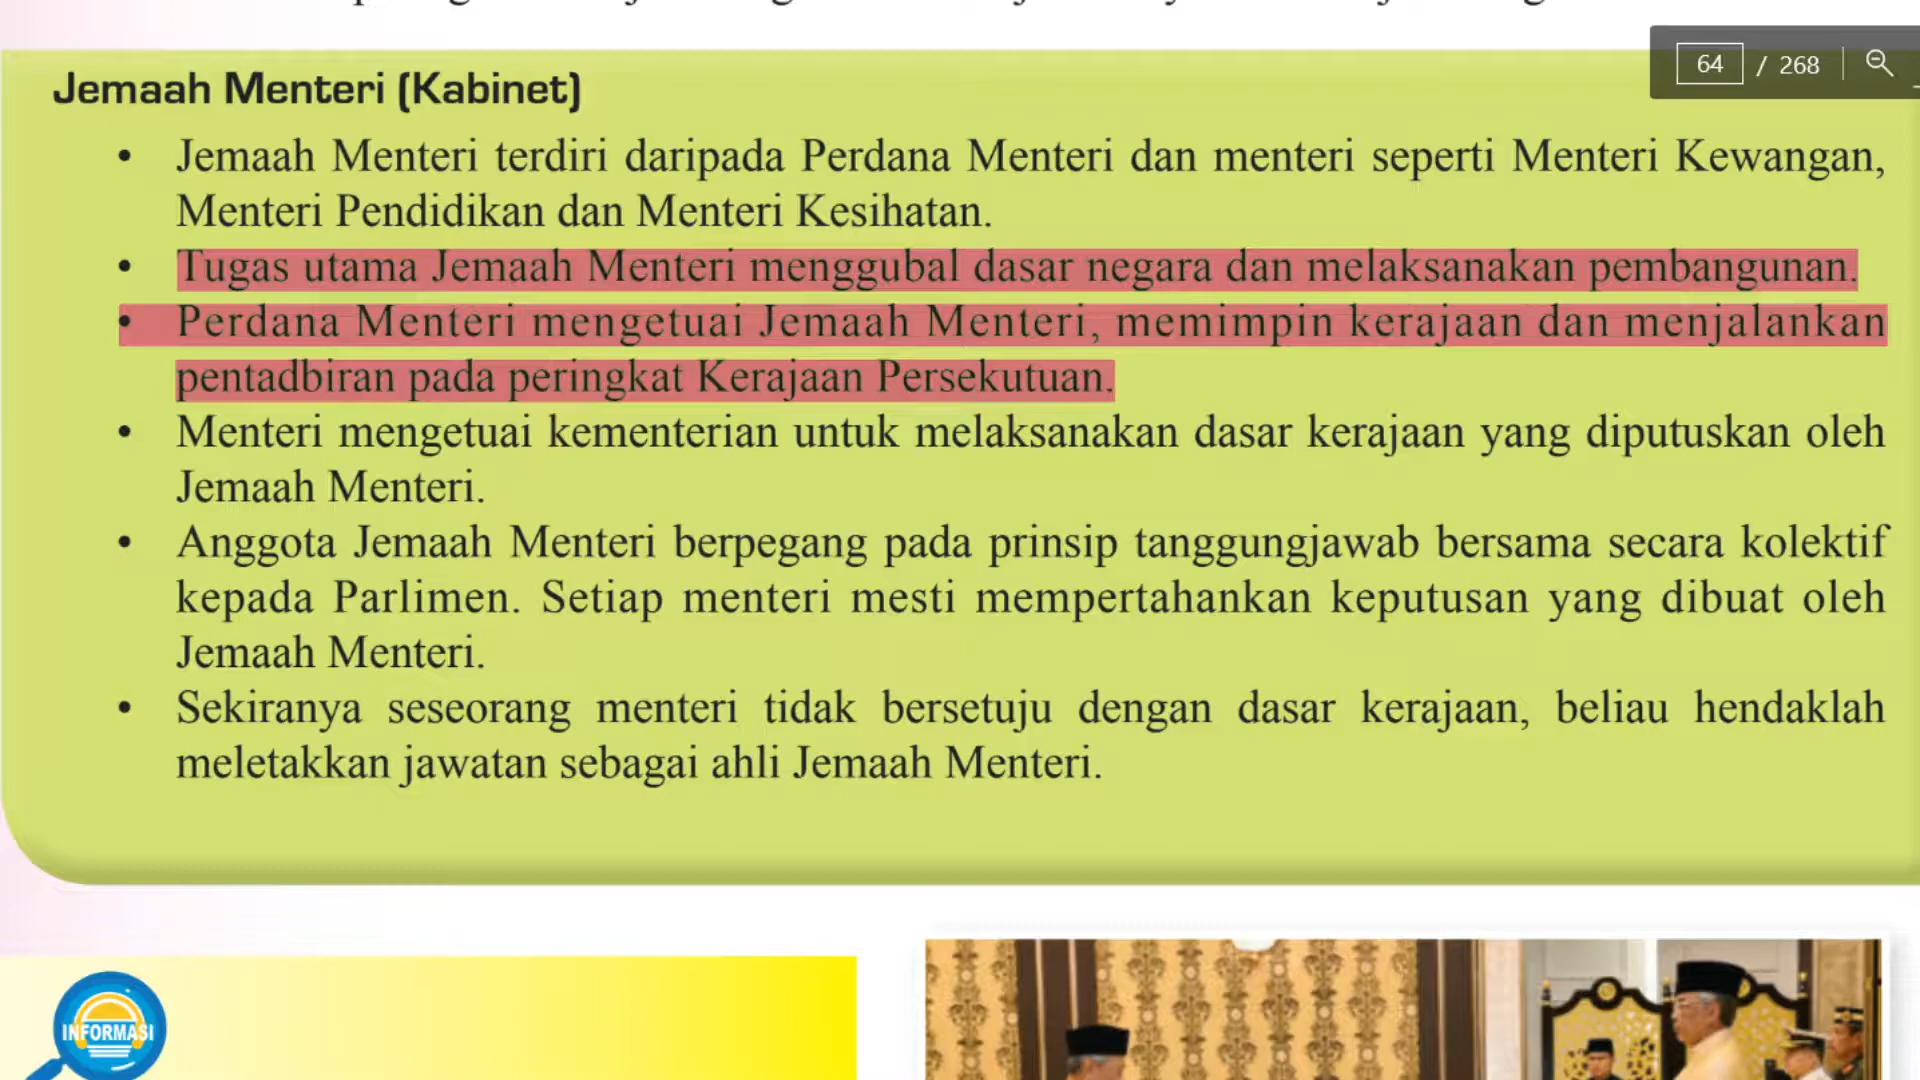 64 / 268
Jemaah Menteri (Kabinet)
• Jemaah Menteri terdiri daripada Perdana Menteri dan menteri seperti Menteri Kewangan,
Menteri Pendidikan dan Menteri Kesihatan.
• Tugas utama Jemaah Menteri menggubal dasar negara dan melaksanakan pembangunan.
• Perdana Menteri mengetuai Jemaah Menteri, memimpin kerajaan dan menjalankan
pentadbiran pada peringkat Kerajaan Persekutuan.
• Menteri mengetuai kementerian untuk melaksanakan dasar kerajaan yang diputuskan oleh
Jemaah Menteri.
• Anggota Jemaah Menteri berpegang pada prinsip tanggungjawab bersama secara kolektif
kepada Parlimen. Setiap menteri mesti mempertahankan keputusan yang dibuat oleh
Jemaah Menteri.
• Sekiranya seseorang menteri tidak bersetuju dengan dasar kerajaan, beliau hendaklah
meletakkan jawatan sebagai ahli Jemaah Menteri.
INFORMASI